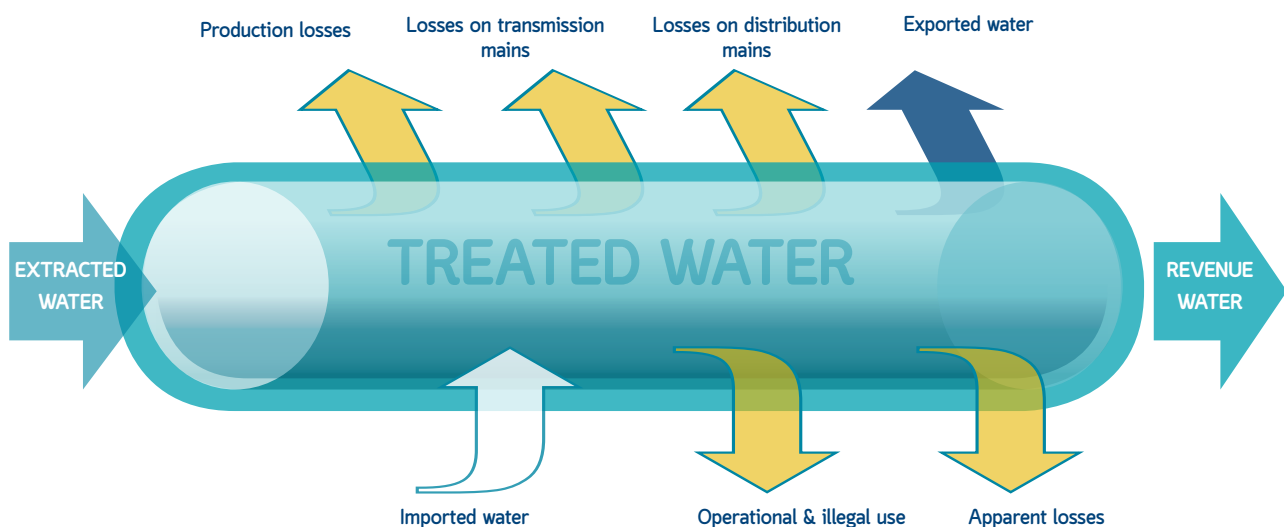 Production losses
Losses on transmission
mains
Losses on distribution
mains
Exported water
EXTRACTED
WATER
TREATED WATER
REVENUE
WATER
Imported water
Operational & illegal use
Apparent losses